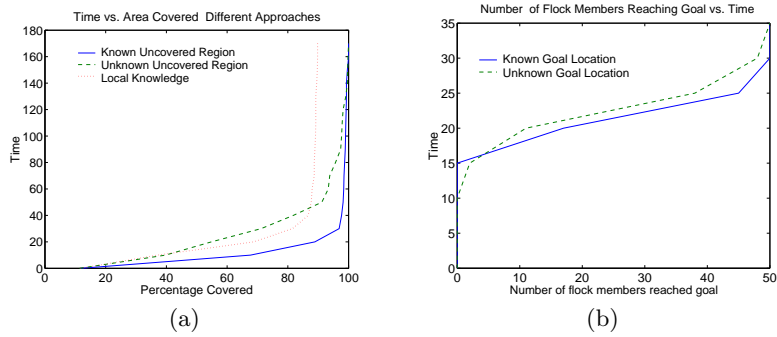 Time vs. Area Covered  Different Approaches
180
160
140
120
100
80
60
40
20
0
Time
Known Uncovered Region
Unknown Uncovered Region
Local Knowledge
0 20 40 60 80 100
Percentage Covered
(a)
Number  of Flock Members Reaching Goal vs. Time
35
30
25
20
15
10
5
0
Time
Known Goal Location
Unknown Goal Location
0 10 20 30 40 50
Number of flock members reached goal
(b)